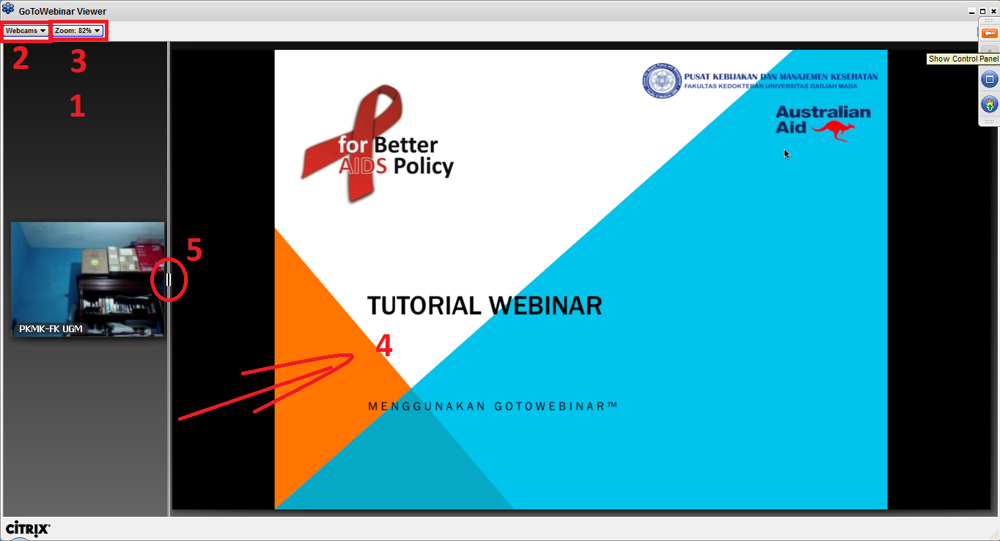 GoToWebinar Viewer
Webcams
Zoom: 82%
2
3
1
Show Control Panel
PUSAT KEBIJAKAN DAN MANAJEMEN KESEHATAN
FAKULTAS KEDOKTERAN UNIVERSITAS GADJAH MADA
Australian
Aid
for Better
AIDS Policy
5
TUTORIAL WEBINAR
PKMK-FK UGM
4
MENGGUNAKAN GOTOWEBINAR™
CITRIX®